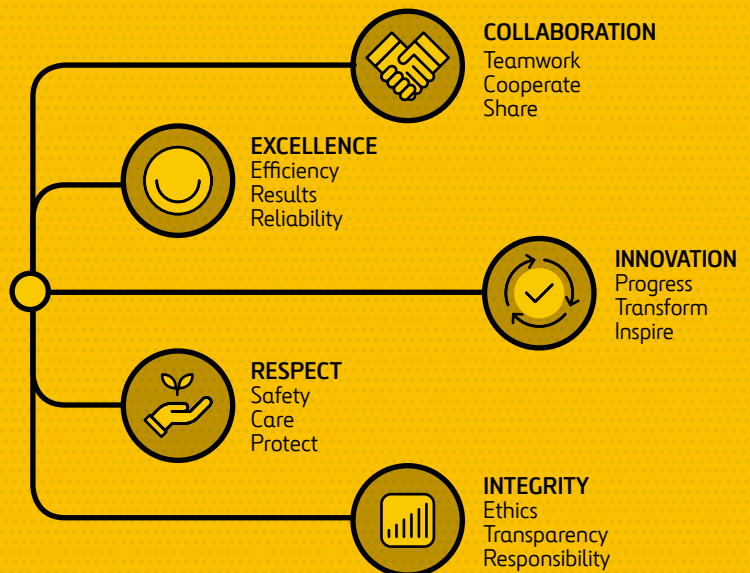 COLLABORATION
Teamwork
Cooperate
Share
EXCELLENCE
Efficiency
Results
Reliability
INNOVATION
Progress
Transform
Inspire
RESPECT
Safety
Care
Protect
INTEGRITY
Ethics
Transparency
Responsibility